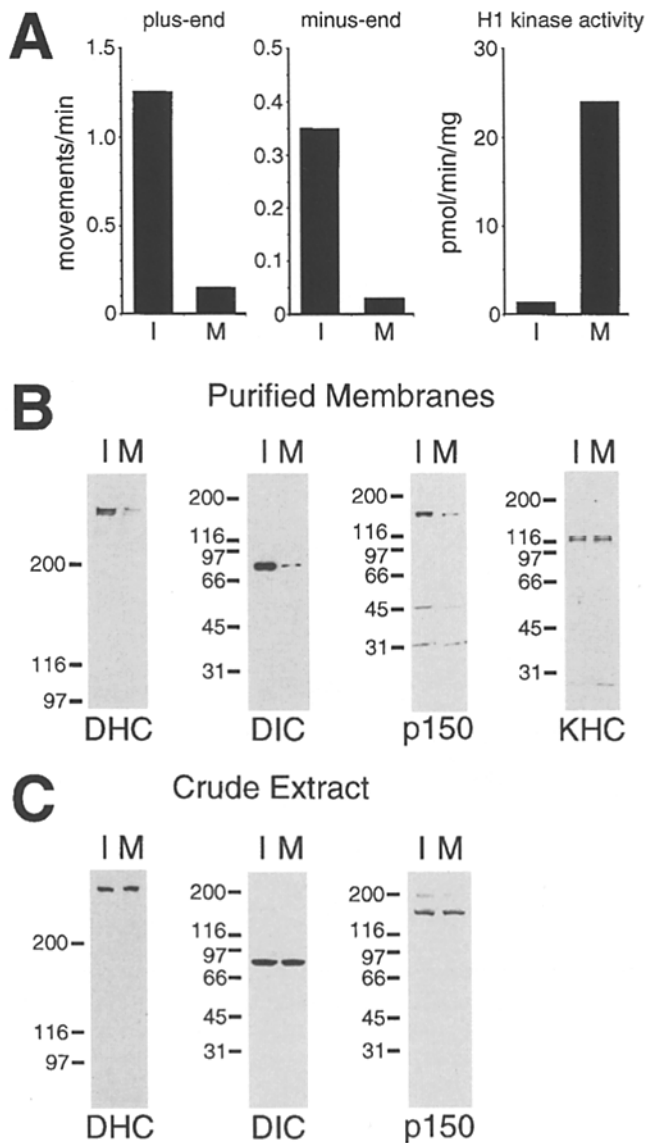 A
plus-end
minus-end
H1 kinase activity
movements/min
1.5
1.0
0.5
0
I M
0.5
0.4
0.3
0.2
0.1
0
I M
pmol/min/mg
30
20
10
0
I M
B
Purified Membranes
I M
200
116
97
DHC
I M
200
116
97
66
45
31
DIC
I M
200
116
97
66
45
31
p150
I M
200
116
97
66
45
31
KHC
C
Crude Extract
I M
200
116
97
DHC
I M
200
116
97
66
45
31
DIC
I M
200
116
97
66
45
31
p150